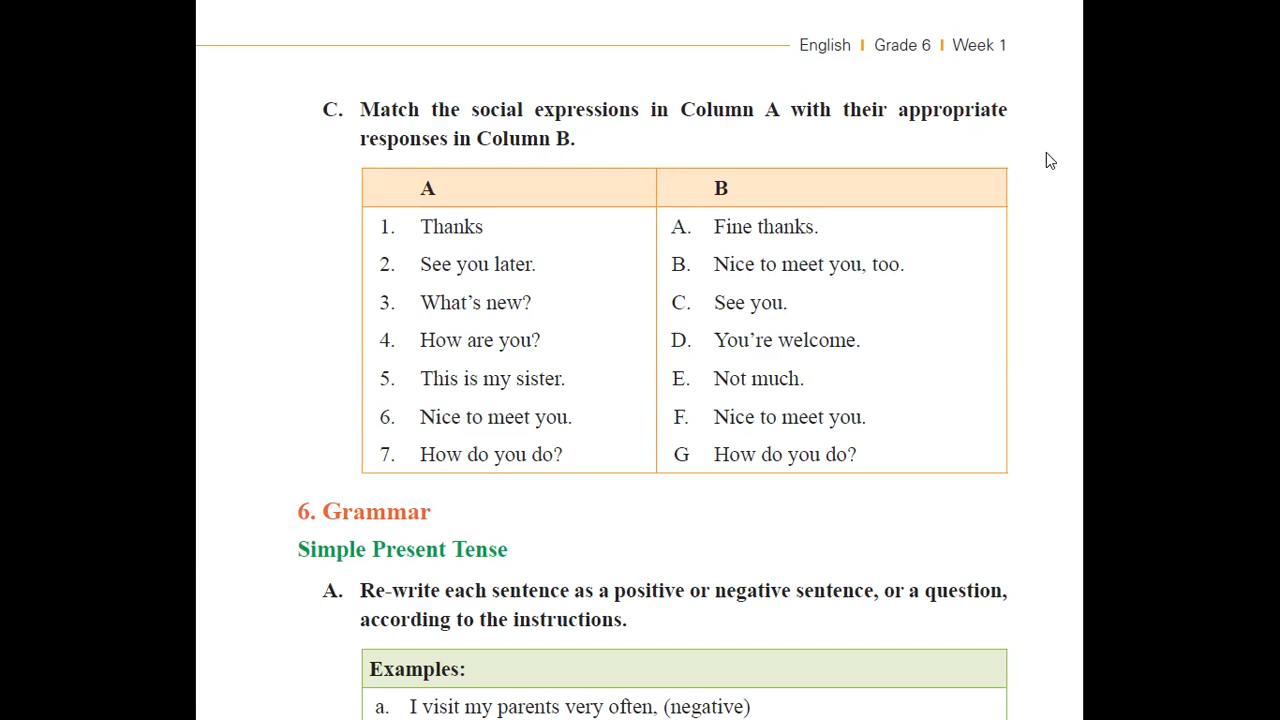 English | Grade 6 | Week 1
C. Match the social expressions in Column A with their appropriate
responses in Column B.
A B
1. Thanks A. Fine thanks.
2. See you later. B. Nice to meet you, too.
3. What's new? C. See you.
4. How are you? D. You're welcome.
5. This is my sister. E. Not much.
6. Nice to meet you. F. Nice to meet you.
7. How do you do? G How do you do?
6. Grammar
Simple Present Tense
A. Re-write each sentence as a positive or negative sentence, or a question,
according to the instructions.
Examples:
a. I visit my parents very often, (negative)